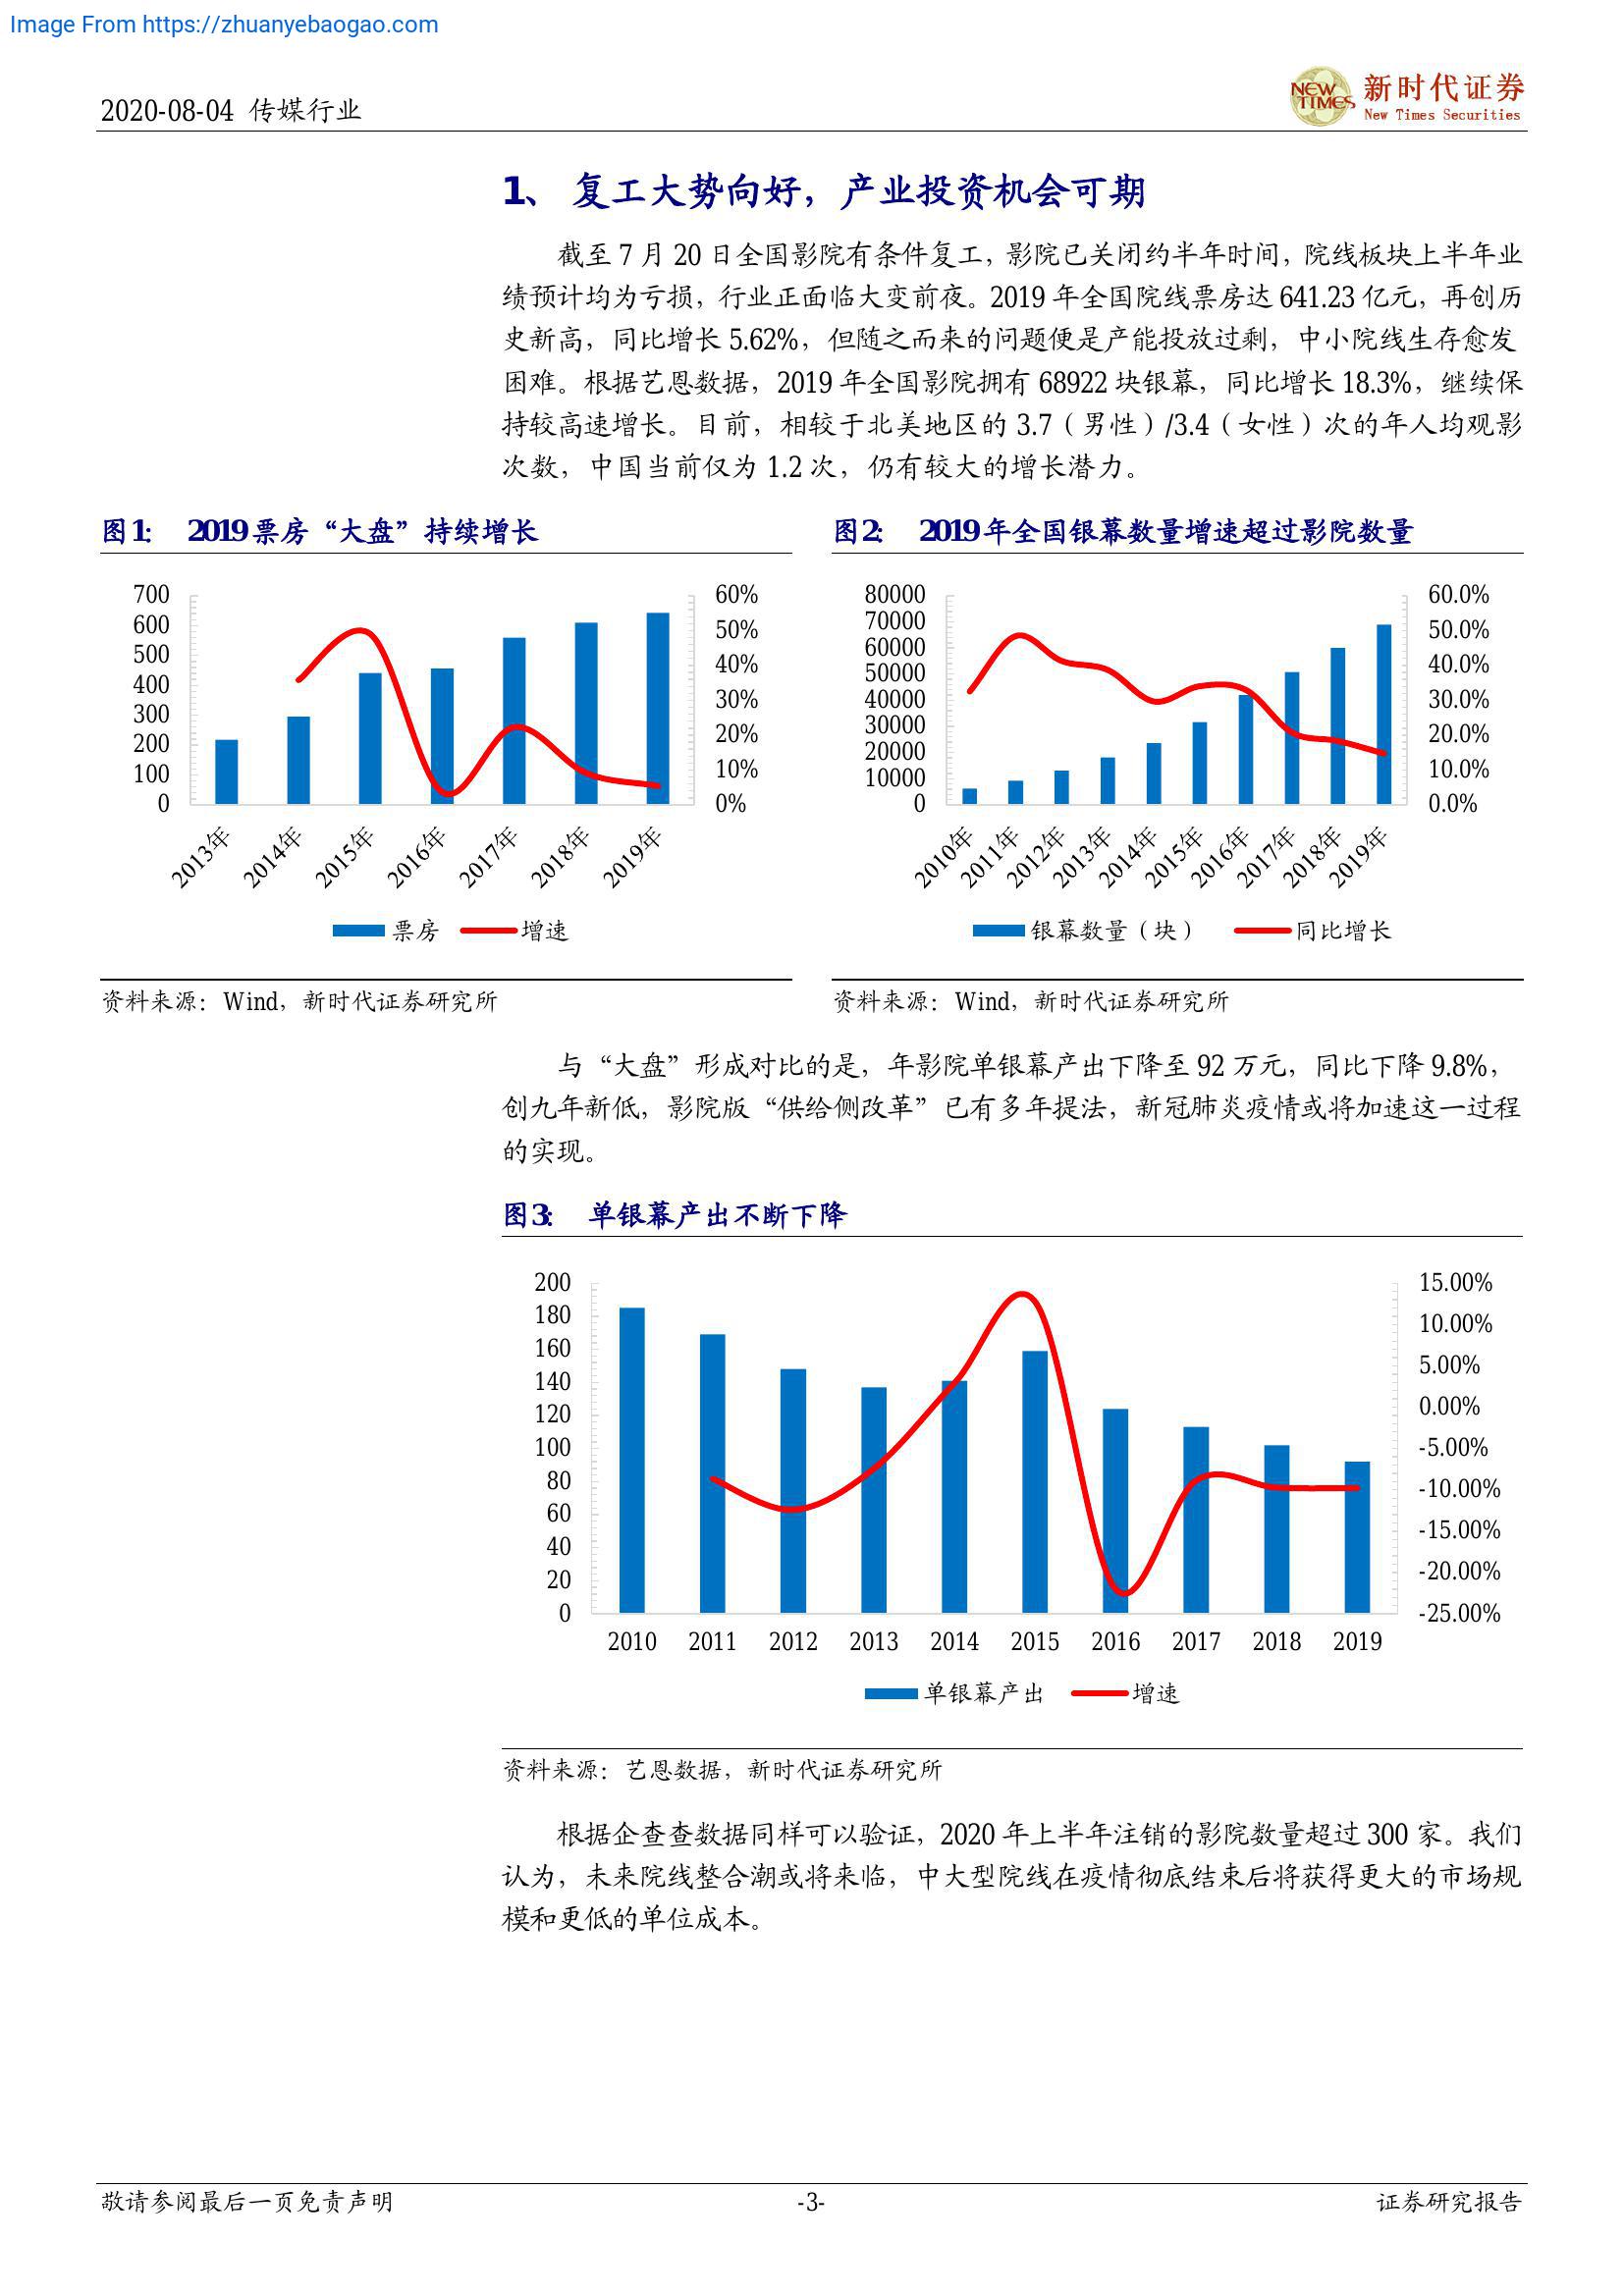 Image From https://zhuanyebaogao.com
2020-08-04 传媒行业
NEW TIMES 新时代证券
New Times Securities
1、 复工大势向好，产业投资机会可期
截至 7 月 20 日全国影院有条件复工，影院已关闭约半年时间，院线板块上半年业
绩预计均为亏损，行业正面临大变前夜。2019 年全国院线票房达 641.23 亿元，再创历
史新高，同比增长 5.62%，但随之而来的问题便是产能投放过剩，中小院线生存愈发
困难。根据艺恩数据，2019 年全国影院拥有 68922 块银幕，同比增长 18.3%，继续保
持较高速增长。目前，相较于北美地区的 3.7（男性）/3.4（女性）次的年人均观影
次数，中国当前仅为 1.2 次，仍有较大的增长潜力。
图1： 2019票房“大盘”持续增长
700
600
500
400
300
200
100
0
60%
50%
40%
30%
20%
10%
0%
2013年 2014年 2015年 2016年 2017年 2018年 2019年
票房 增速
资料来源：Wind，新时代证券研究所
图2： 2019年全国银幕数量增速超过影院数量
80000
70000
60000
50000
40000
30000
20000
10000
0
60.0%
50.0%
40.0%
30.0%
20.0%
10.0%
0.0%
2010年 2011年 2012年 2013年 2014年 2015年 2016年 2017年 2018年 2019年
银幕数量（块） 同比增长
资料来源：Wind，新时代证券研究所
与“大盘”形成对比的是，年影院单银幕产出下降至 92 万元，同比下降 9.8%，
创九年新低，影院版“供给侧改革”已有多年提法，新冠肺炎疫情或将加速这一过程
的实现。
图3： 单银幕产出不断下降
200
180
160
140
120
100
80
60
40
20
0
15.00%
10.00%
5.00%
0.00%
-5.00%
-10.00%
-15.00%
-20.00%
-25.00%
2010 2011 2012 2013 2014 2015 2016 2017 2018 2019
单银幕产出 增速
资料来源：艺恩数据，新时代证券研究所
根据企查查数据同样可以验证，2020 年上半年注销的影院数量超过 300 家。我们
认为，未来院线整合潮或将来临，中大型院线在疫情彻底结束后将获得更大的市场规
模和更低的单位成本。
敬请参阅最后一页免责声明 -3- 证券研究报告